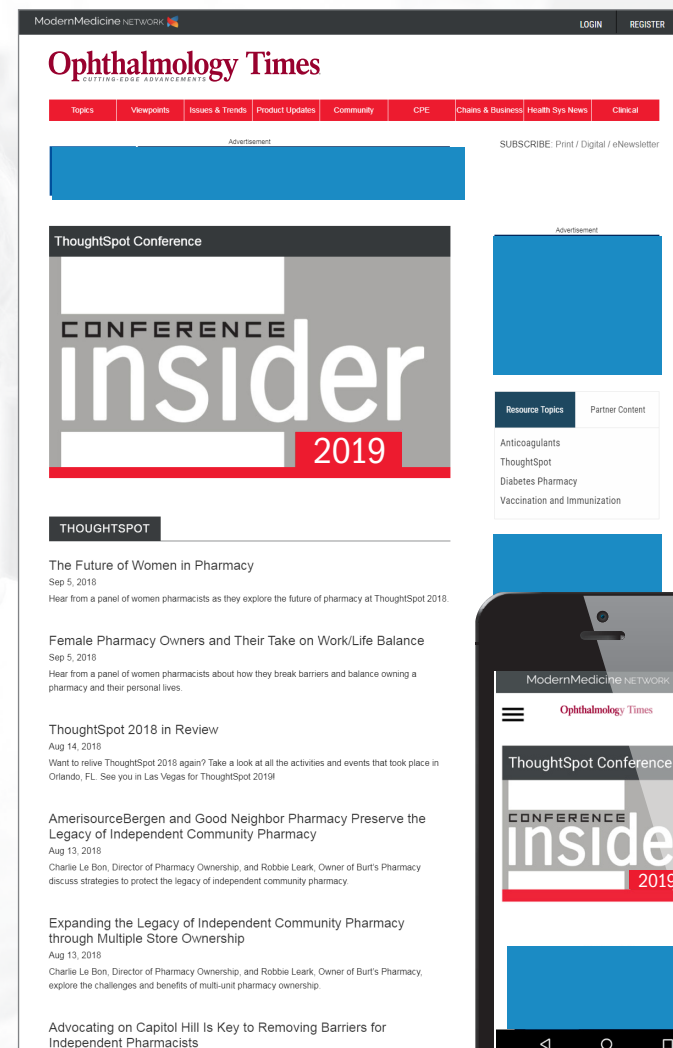 ModernMedicine NETWORK
LOGIN REGISTER
Ophthalmology Times
CUTTING-EDGE ADVANCEMENTS
Topics Viewpoints Issues & Trends Product Updates Community CPE Chains & Business Health Sys News Clinical
Advertisement
SUBSCRIBE: Print / Digital / eNewsletter
ThoughtSpot Conference
CONFERENCE
insider
2019
Advertisement
Resource Topics Partner Content
Anticoagulants
ThoughtSpot
Diabetes Pharmacy
Vaccination and Immunization
THOUGHTSPOT
The Future of Women in Pharmacy
Sep 5, 2018
Hear from a panel of women pharmacists as they explore the future of pharmacy at ThoughtSpot 2018.
Female Pharmacy Owners and Their Take on Work/Life Balance
Sep 5, 2018
Hear from a panel of women pharmacists about how they break barriers and balance owning a
pharmacy and their personal lives.
ThoughtSpot 2018 in Review
Aug 14, 2018
Want to relive ThoughtSpot 2018 again? Take a look at all the activities and events that took place in
Orlando, FL. See you in Las Vegas for ThoughtSpot 2019!
AmerisourceBergen and Good Neighbor Pharmacy Preserve the
Legacy of Independent Community Pharmacy
Aug 13, 2018
Charlie Le Bon, Director of Pharmacy Ownership, and Robbie Leark, Owner of Burt's Pharmacy
discuss strategies to protect the legacy of independent community pharmacy.
Expanding the Legacy of Independent Community Pharmacy
through Multiple Store Ownership
Aug 13, 2018
Charlie Le Bon, Director of Pharmacy Ownership, and Robbie Leark, Owner of Burt's Pharmacy,
explore the challenges and benefits of multi-unit pharmacy ownership.
Advocating on Capitol Hill Is Key to Removing Barriers for
Independent Pharmacists
ModernMedicine NETWORK
Ophthalmology Times
ThoughtSpot Conference
CONFERENCE
inside
2019